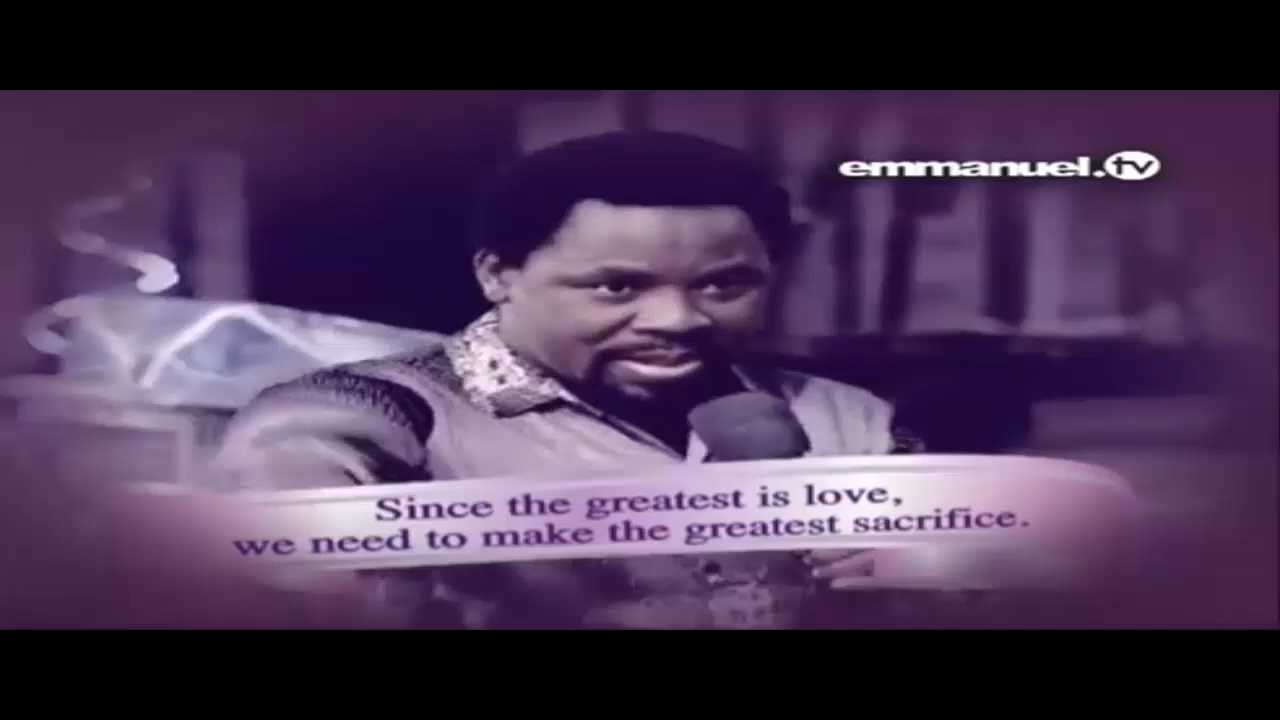 emmanuel.tv
Since the greatest is love,
we need to make the greatest sacrifice.